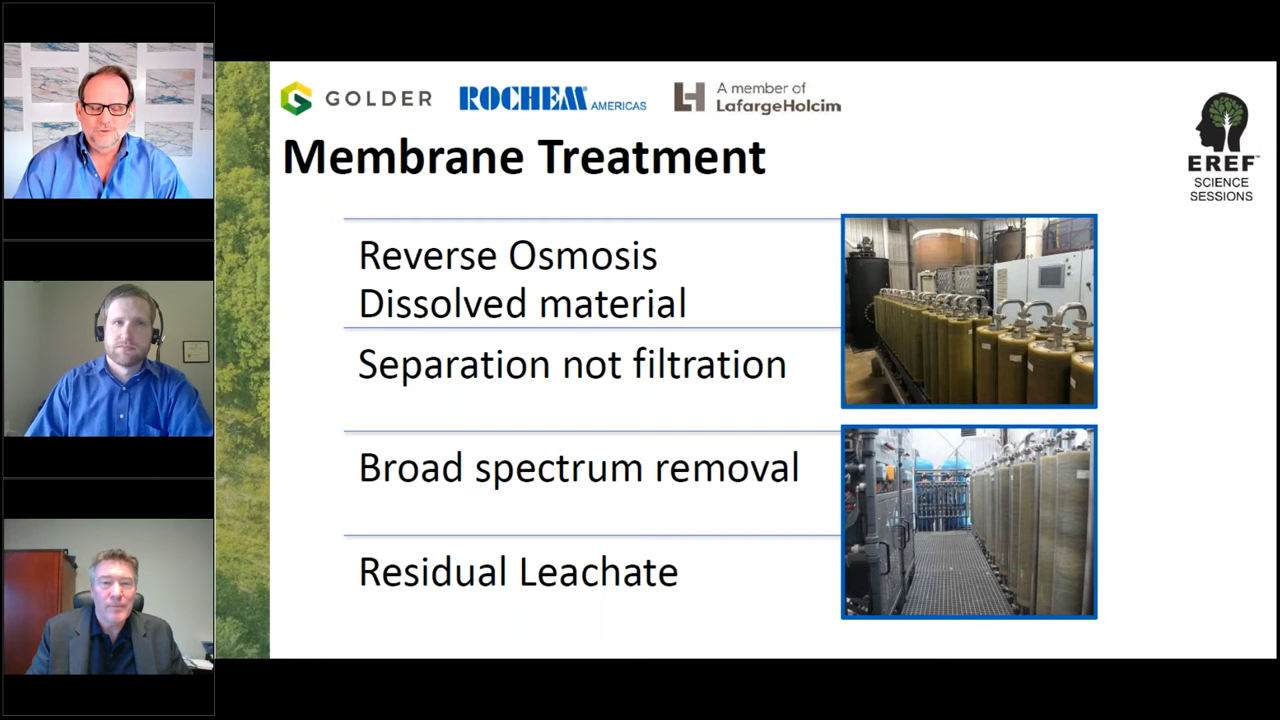 GOLDER
ROCHEM AMERICAS
A member of
LafargeHolcim
EREF™
SCIENCE
SESSIONS
Membrane Treatment
Reverse Osmosis
Dissolved material
Separation not filtration
Broad spectrum removal
Residual Leachate